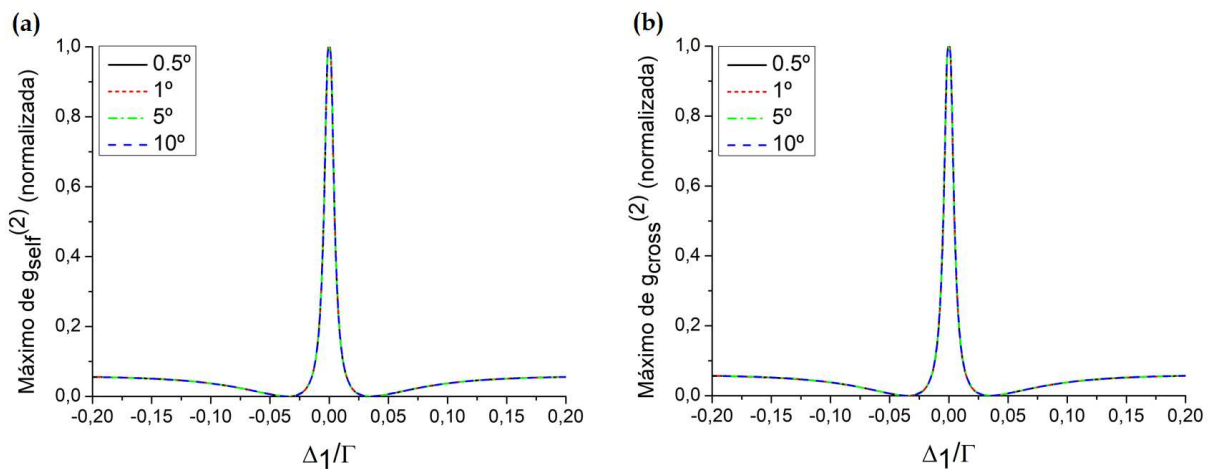 (a)
Máximo de g_self^(2) (normalizada)
1,0
0,8
0,6
0,4
0,2
0,0
0.5º
1º
5º
10º
-0,20 -0,15 -0,10 -0,05 0,00 0,05 0,10 0,15 0,20
Δ1/Γ
(b)
Máximo de g_cross^(2) (normalizada)
1,0
0,8
0,6
0,4
0,2
0,0
0.5º
1º
5º
10º
-0,20 -0,15 -0,10 -0,05 0,00 0,05 0,10 0,15 0,20
Δ1/Γ